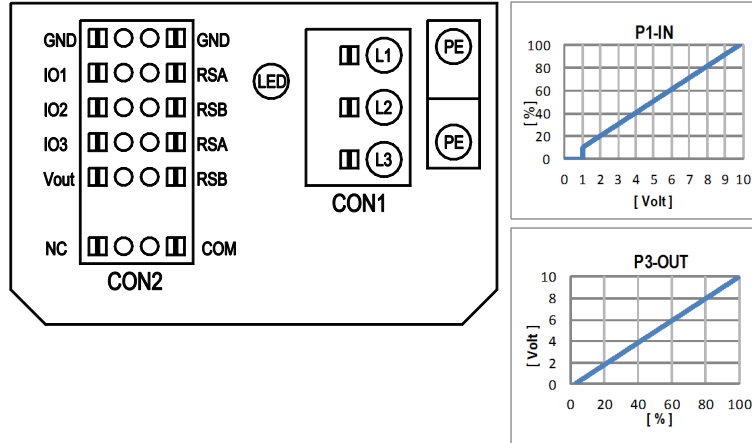 GND GND
IO1 RSA
IO2 RSB
IO3 RSA
Vout RSB
NC COM
CON2
LED
L1
L2
L3
CON1
PE
PE
P1-IN
100
80
60
40
20
0
[ %]
0 1 2 3 4 5 6 7 8 9 10
[ Volt ]
P3-OUT
10
8
6
4
2
0
[ Volt ]
0 20 40 60 80 100
[ % ]